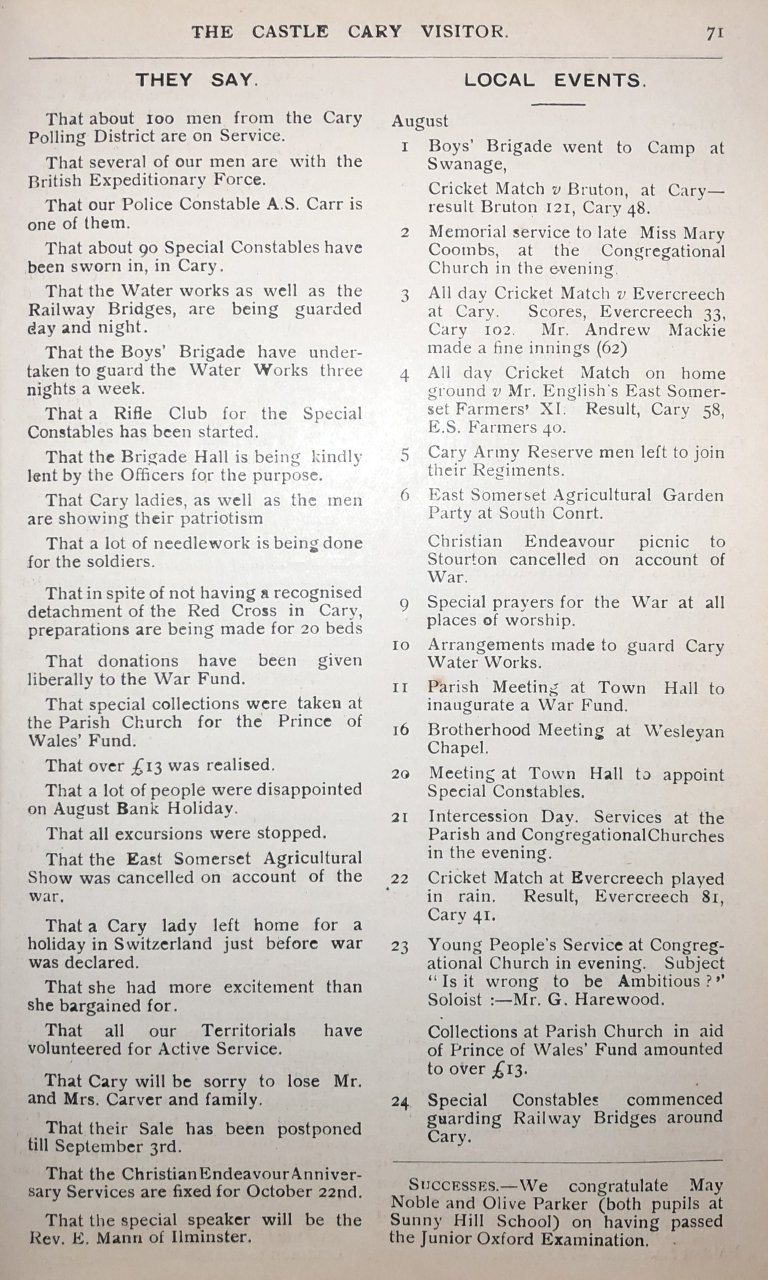 THE CASTLE CARY VISITOR. 71
THEY SAY.
That about 100 men from the Cary
Polling District are on Service.
That several of our men are with the
British Expeditionary Force.
That our Police Constable A.S. Carr is
one of them.
That about 90 Special Constables have
been sworn in, in Cary.
That the Water works as well as the
Railway Bridges, are being guarded
day and night.
That the Boys' Brigade have under-
taken to guard the Water Works three
nights a week.
That a Rifle Club for the Special
Constables has been started.
That the Brigade Hall is being kindly
lent by the Officers for the purpose.
That Cary ladies, as well as the men
are showing their patriotism
That a lot of needlework is being done
for the soldiers.
That in spite of not having a recognised
detachment of the Red Cross in Cary,
preparations are being made for 20 beds
That donations have been given
liberally to the War Fund.
That special collections were taken at
the Parish Church for the Prince of
Wales' Fund.
That over £13 was realised.
That a lot of people were disappointed
on August Bank Holiday.
That all excursions were stopped.
That the East Somerset Agricultural
Show was cancelled on account of the
war.
That a Cary lady left home for a
holiday in Switzerland just before war
was declared.
That she had more excitement than
she bargained for.
That all our Territorials have
volunteered for Active Service.
That Cary will be sorry to lose Mr.
and Mrs. Carver and family.
That their Sale has been postponed
till September 3rd.
That the Christian Endeavour Anniver-
sary Services are fixed for October 22nd.
That the special speaker will be the
Rev. E. Mann of Ilminster.
LOCAL EVENTS.
August
1 Boys' Brigade went to Camp at
Swanage,
Cricket Match v Bruton, at Cary—
result Bruton 121, Cary 48.
2 Memorial service to late Miss Mary
Coombs, at the Congregational
Church in the evening.
3 All day Cricket Match v Evercreech
at Cary. Scores, Evercreech 33,
Cary 102. Mr. Andrew Mackie
made a fine innings (62)
4 All day Cricket Match on home
ground v Mr. English's East Somer-
set Farmers' XI. Result, Cary 58,
E.S. Farmers 40.
5 Cary Army Reserve men left to join
their Regiments.
6 East Somerset Agricultural Garden
Party at South Conrt.
Christian Endeavour picnic to
Stourton cancelled on account of
War.
9 Special prayers for the War at all
places of worship.
10 Arrangements made to guard Cary
Water Works.
11 Parish Meeting at Town Hall to
inaugurate a War Fund.
16 Brotherhood Meeting at Wesleyan
Chapel.
20 Meeting at Town Hall to appoint
Special Constables.
21 Intercession Day. Services at the
Parish and Congregational Churches
in the evening.
22 Cricket Match at Evercreech played
in rain. Result, Evercreech 81,
Cary 41.
23 Young People's Service at Congreg-
ational Church in evening. Subject
"Is it wrong to be Ambitious?"
Soloist :—Mr. G. Harewood.
Collections at Parish Church in aid
of Prince of Wales' Fund amounted
to over £13.
24 Special Constables commenced
guarding Railway Bridges around
Cary.
SUCCESSES.—We congratulate May
Noble and Olive Parker (both pupils at
Sunny Hill School) on having passed
the Junior Oxford Examination.